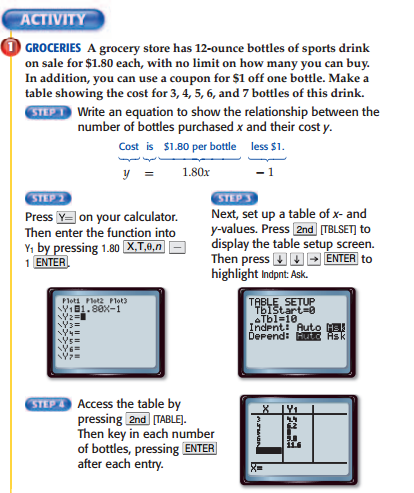 ACTIVITY
1 GROCERIES A grocery store has 12-ounce bottles of sports drink
on sale for $1.80 each, with no limit on how many you can buy.
In addition, you can use a coupon for $1 off one bottle. Make a
table showing the cost for 3, 4, 5, 6, and 7 bottles of this drink.
STEP 1 Write an equation to show the relationship between the
number of bottles purchased x and their cost y.
Cost is $1.80 per bottle less $1.
y = 1.80x − 1
STEP 2
Press Y= on your calculator.
Then enter the function into
Y1 by pressing 1.80 X,T,θ,n −
1 ENTER.
STEP 3
Next, set up a table of x- and
y-values. Press 2nd [TBLSET] to
display the table setup screen.
Then press ↓ ↓ → ENTER to
highlight Indpnt: Ask.
Plot1 Plot2 Plot3
\Y1=1.80X-1
\Y2=
\Y3=
\Y4=
\Y5=
\Y6=
\Y7=
TABLE SETUP
TblStart=0
△Tbl=10
Indpnt: Auto Ask
Depend: Auto Ask
STEP 4 Access the table by
pressing 2nd [TABLE].
Then key in each number
of bottles, pressing ENTER
after each entry.
X Y1
3 4.4
4 6.2
5 8
6 9.8
7 11.6
X=